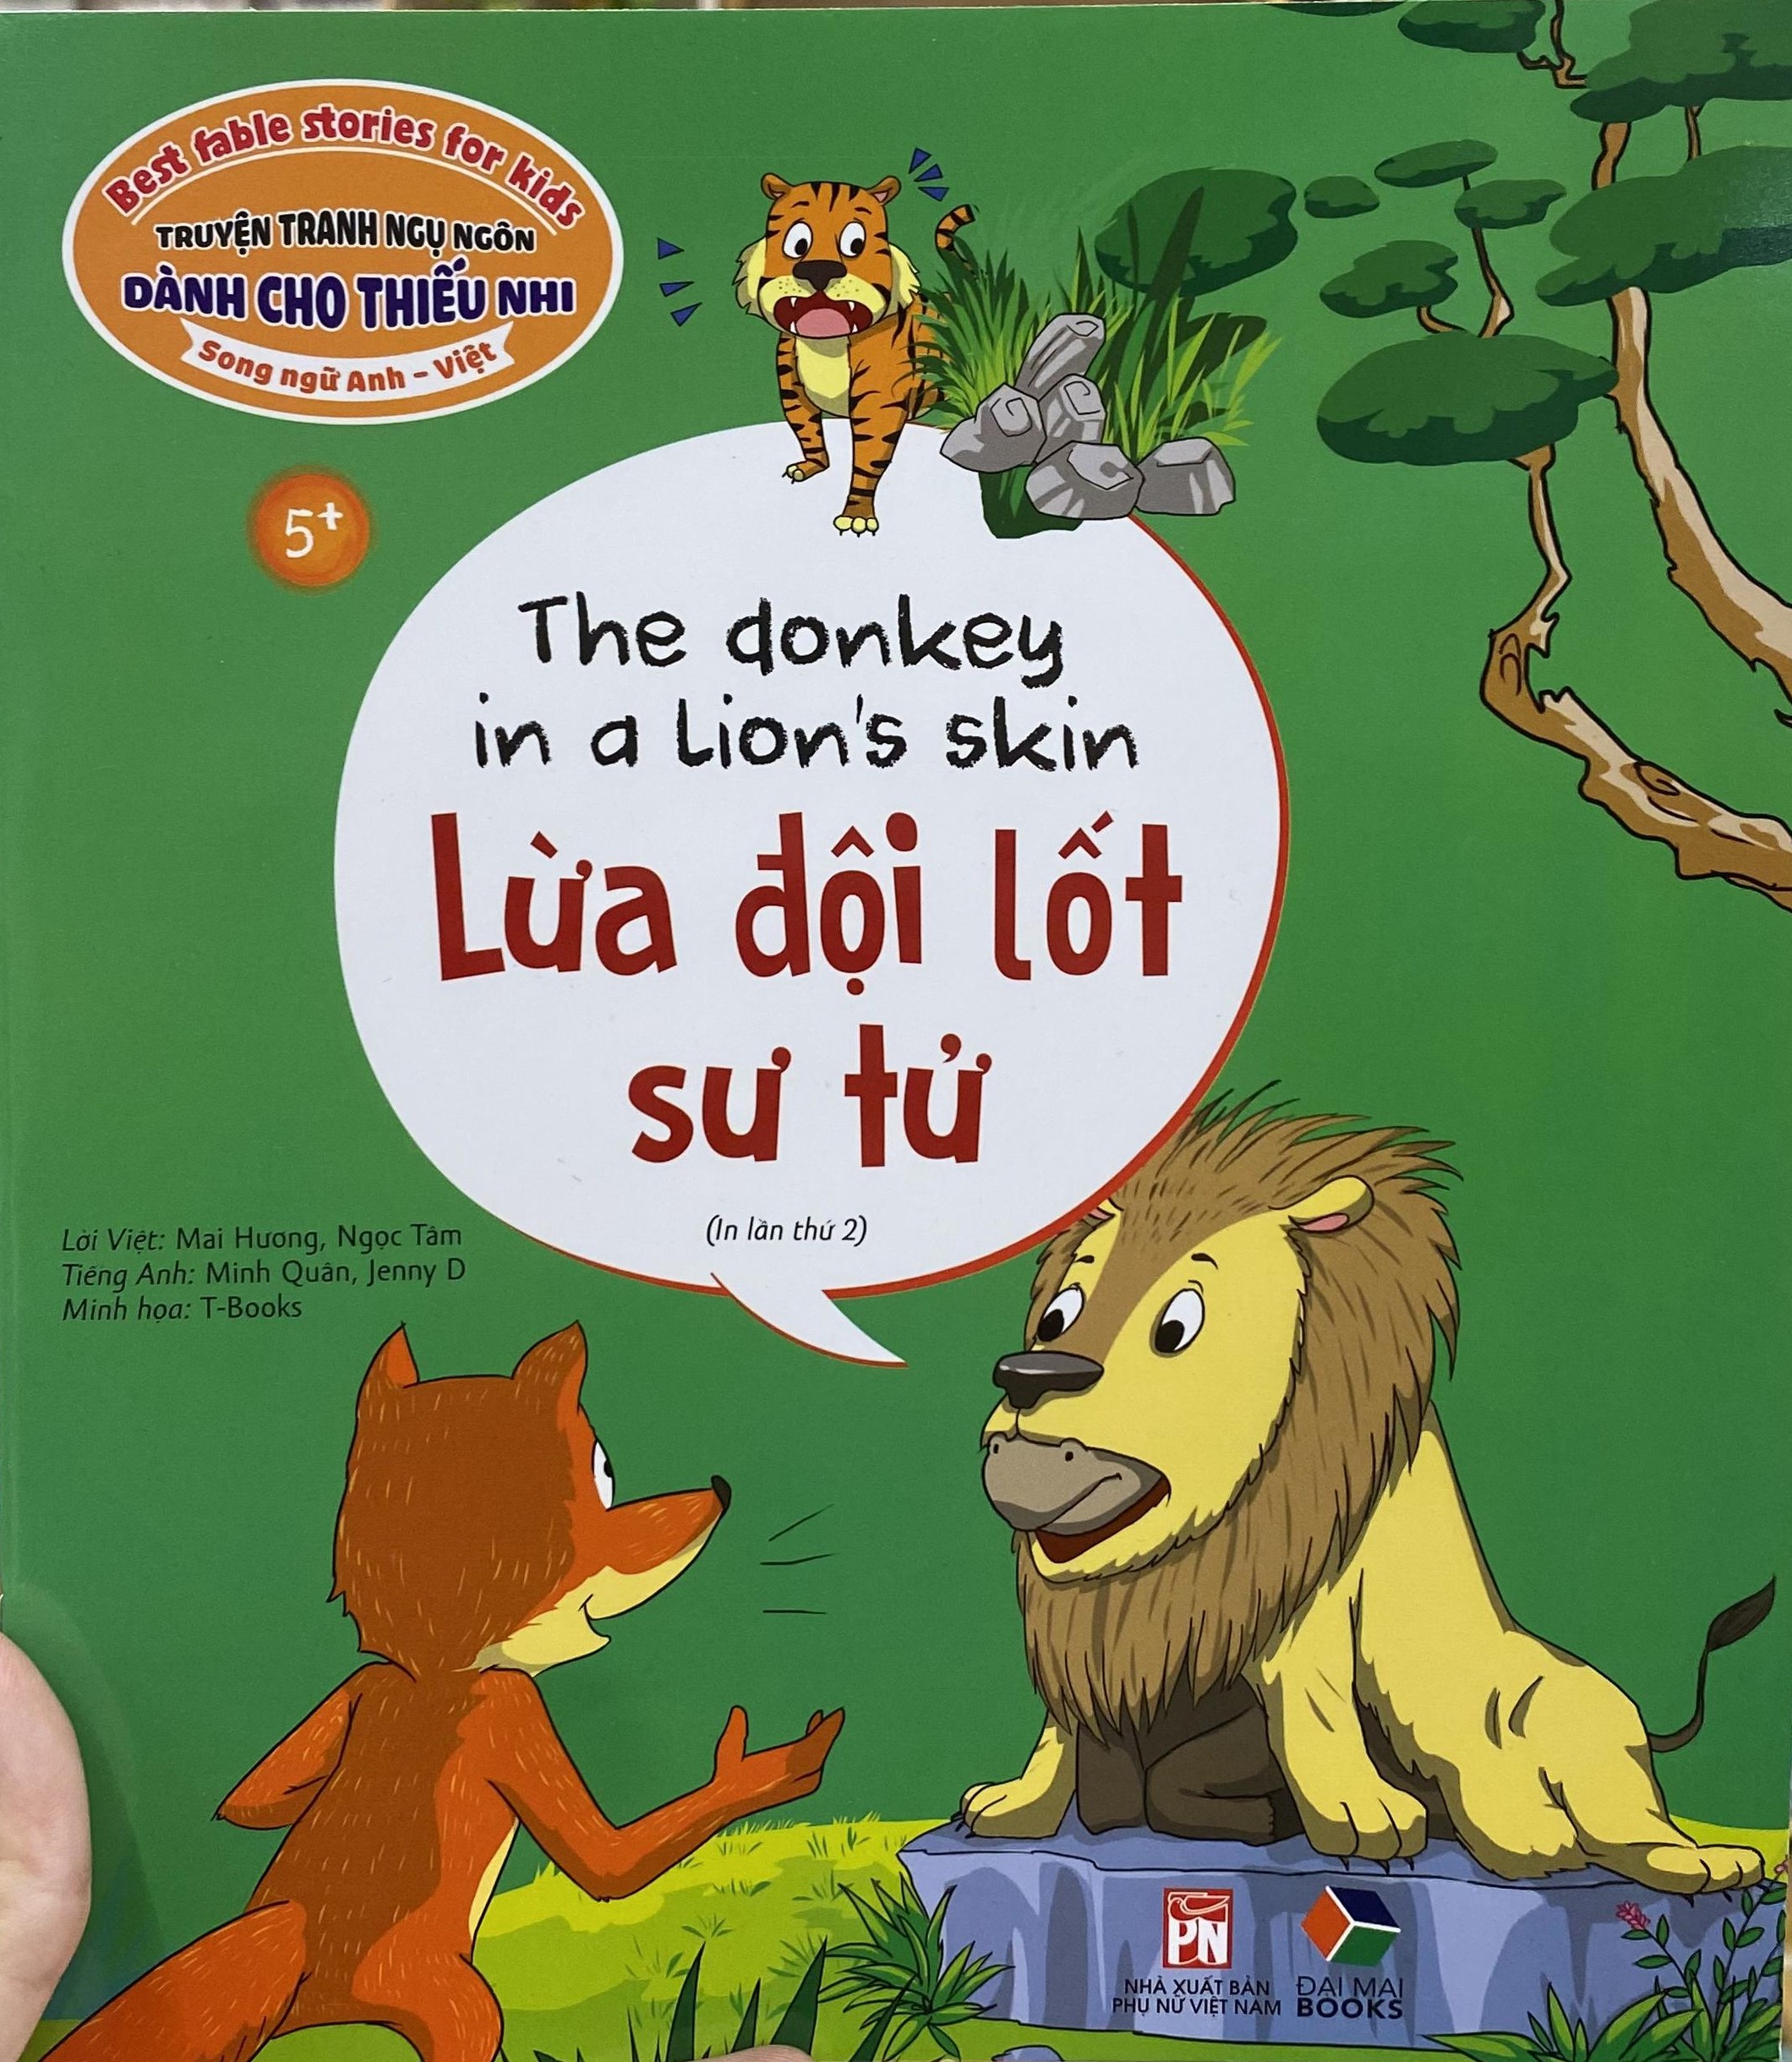 Best fable stories for kids
TRUYỆN TRANH NGỤ NGÔN
DÀNH CHO THIẾU NHI
Song ngữ Anh - Việt
5+
The donkey
in a lion's skin
Lừa đội lốt
sư tử
(In lần thứ 2)
Lời Việt: Mai Hương, Ngọc Tâm
Tiếng Anh: Minh Quân, Jenny D
Minh họa: T-Books
PN
NHÀ XUẤT BẢN
PHỤ NỮ VIỆT NAM
ĐẠI MAI
BOOKS